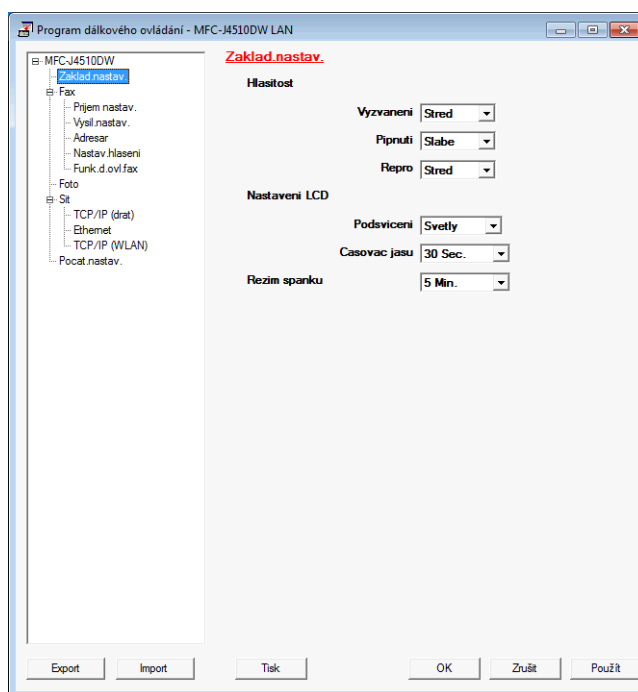 Program dálkového ovládání - MFC-J4510DW LAN
MFC-J4510DW
Zaklad.nastav.
Fax
Prijem nastav.
Vysil.nastav.
Adresar
Nastav.hlaseni
Funk.d.ovl.fax
Foto
Sit
TCP/IP (drat)
Ethernet
TCP/IP (WLAN)
Pocat.nastav.
Zaklad.nastav.
Hlasitost
Vyzvaneni Stred
Pipnuti Slabe
Repro Stred
Nastaveni LCD
Podsviceni Svetly
Casovac jasu 30 Sec.
Rezim spanku 5 Min.
Export Import Tisk OK Zrušit Použít